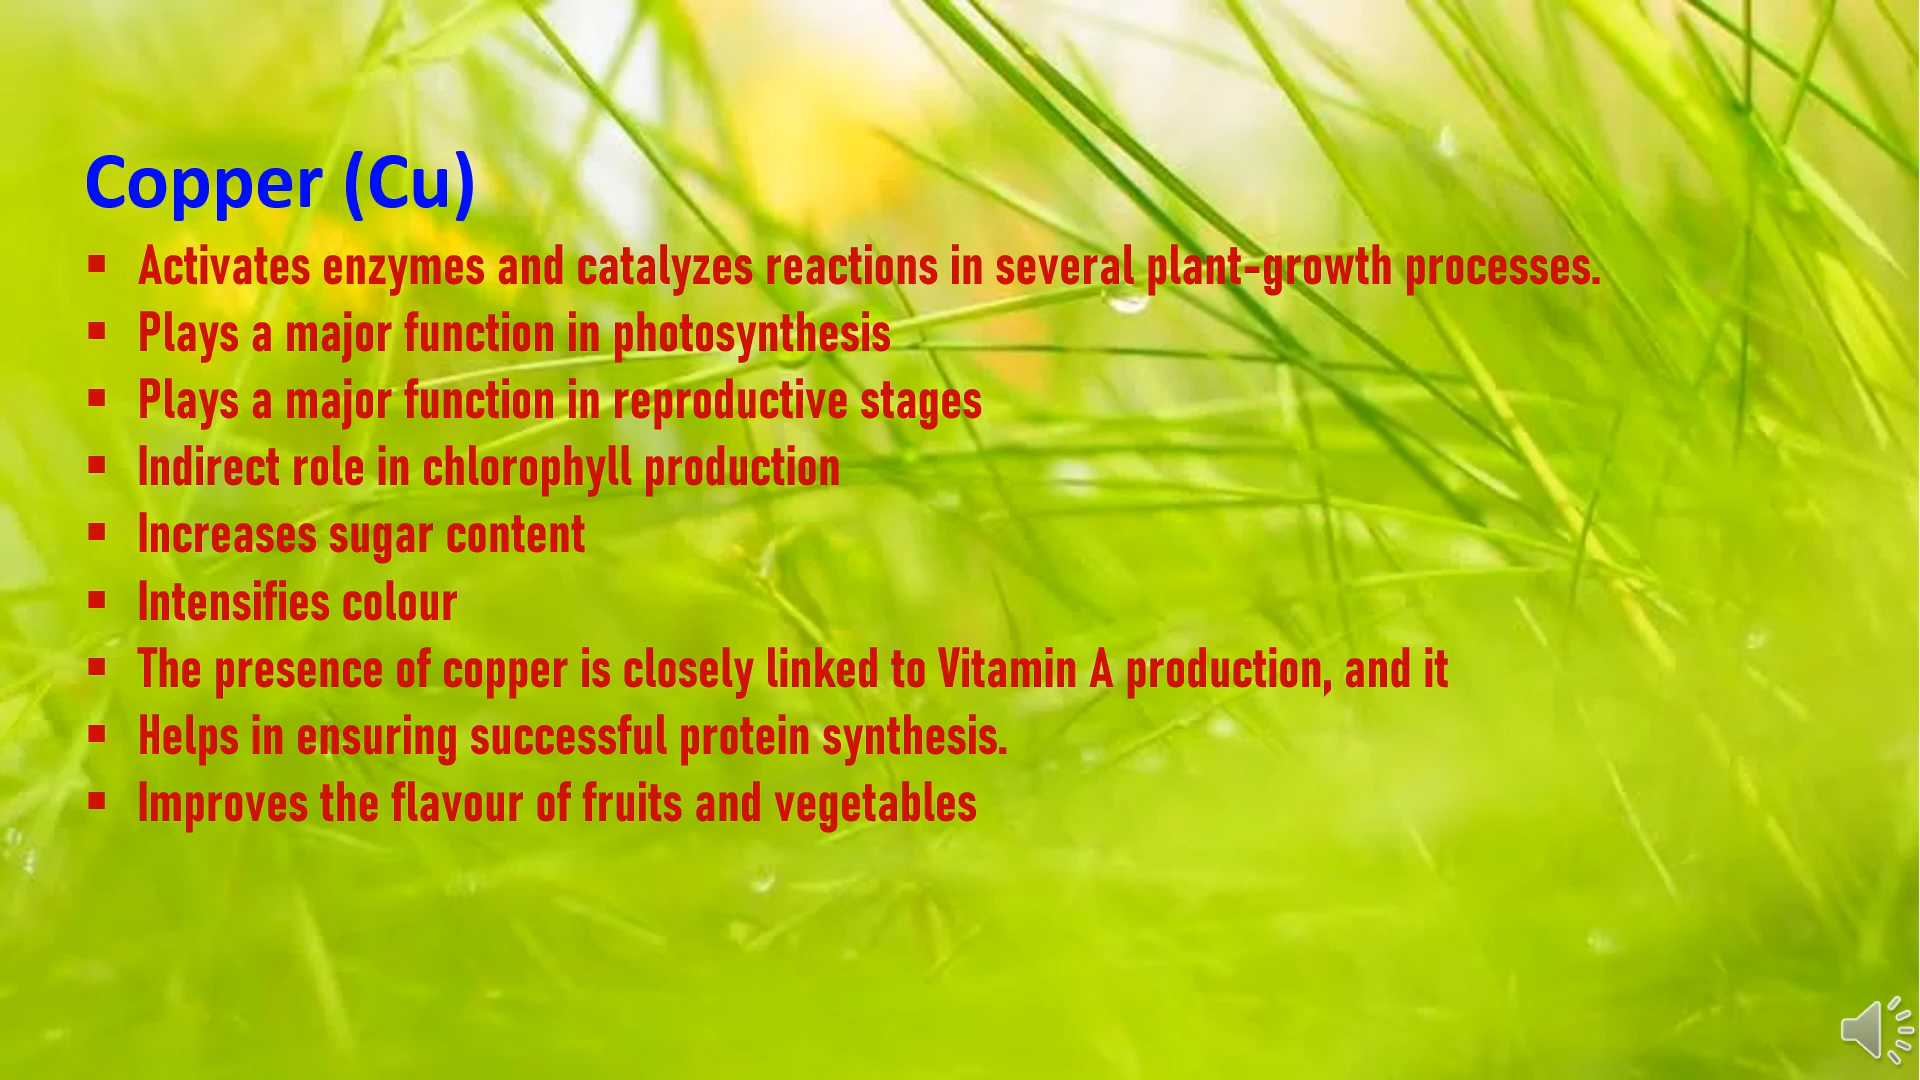 Copper (Cu)
▪ Activates enzymes and catalyzes reactions in several plant-growth processes.
▪ Plays a major function in photosynthesis
▪ Plays a major function in reproductive stages
▪ Indirect role in chlorophyll production
▪ Increases sugar content
▪ Intensifies colour
▪ The presence of copper is closely linked to Vitamin A production, and it
▪ Helps in ensuring successful protein synthesis.
▪ Improves the flavour of fruits and vegetables